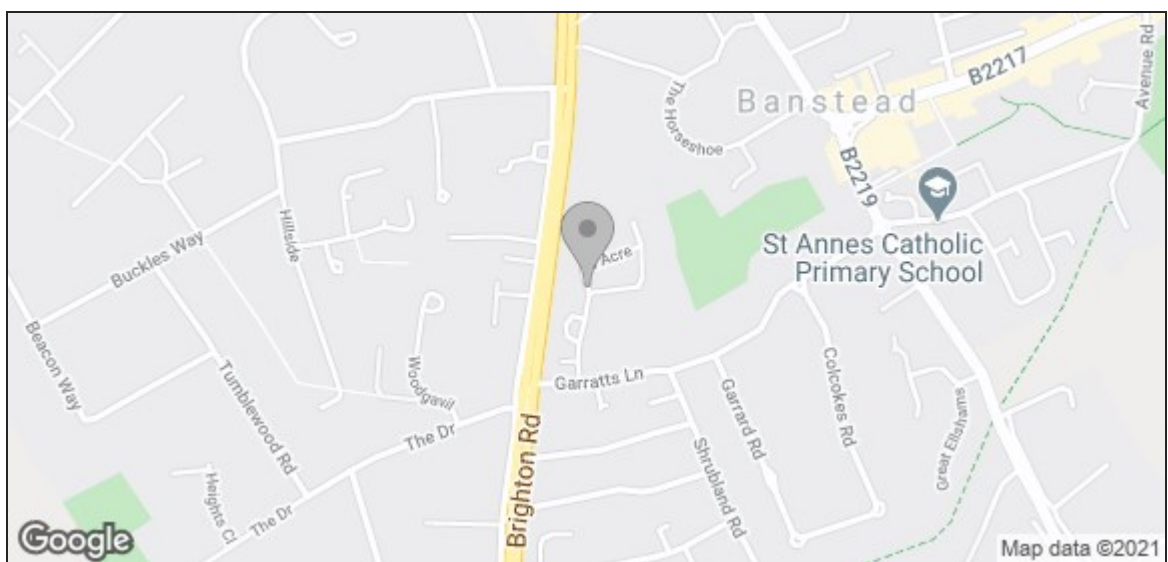 B2217
Avenue Rd
The Horseshoe
Banstead
B2219
St Annes Catholic
Primary School
Hillside
Buckles Way
Acre
Beacon Way
Tumblewood Rd
Woodgavil
Garratts Ln
Colcokes Rd
Garrard Rd
Great Ellshams
The Dr
Brighton Rd
Shrubland Rd
Heights Cl
The Dr
Google
Map data ©2021